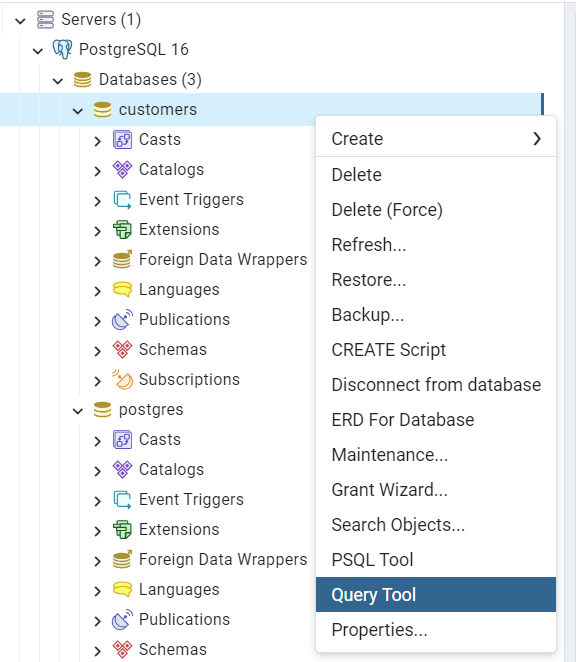 Servers (1)
PostgreSQL 16
Databases (3)
customers
Casts
Catalogs
Event Triggers
Extensions
Foreign Data Wrappers
Languages
Publications
Schemas
Subscriptions
postgres
Casts
Catalogs
Event Triggers
Extensions
Foreign Data Wrappers
Languages
Publications
Schemas
Create
Delete
Delete (Force)
Refresh...
Restore...
Backup...
CREATE Script
Disconnect from database
ERD For Database
Maintenance...
Grant Wizard...
Search Objects...
PSQL Tool
Query Tool
Properties...